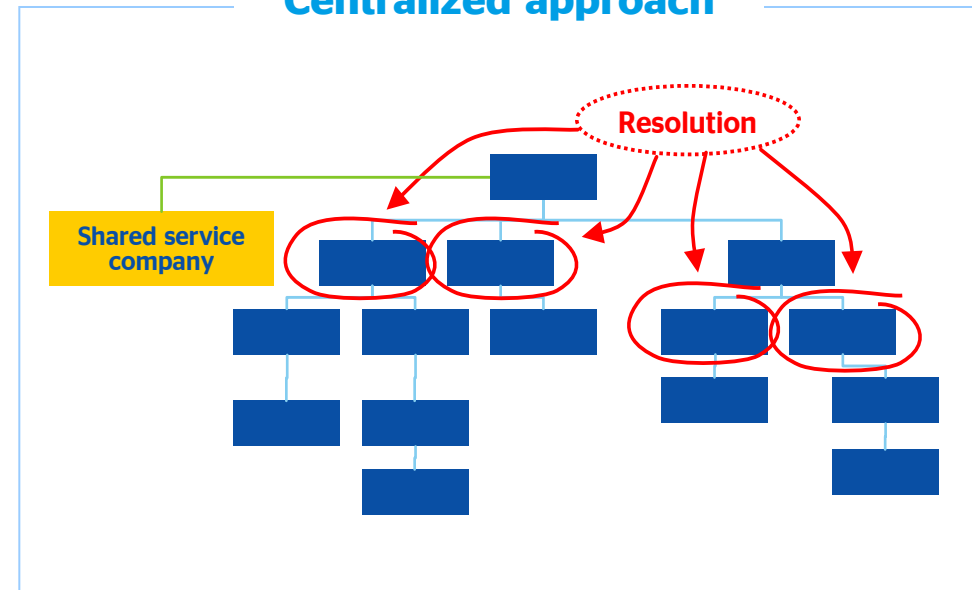 Centralized approach
Resolution
Shared service
company